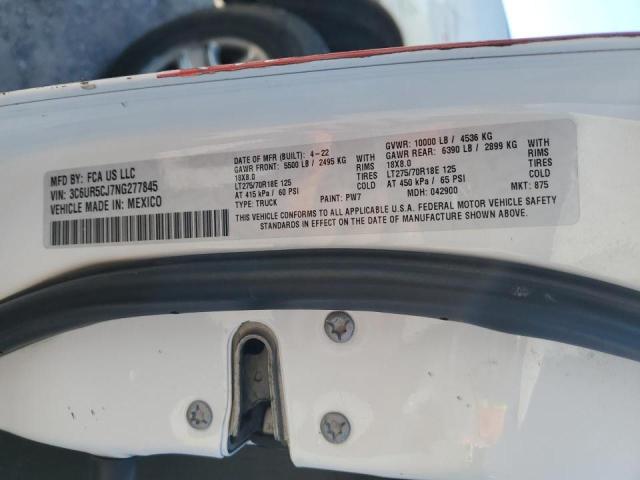 MFD BY: FCA US LLC
VIN: 3C6UR5CJ7NG277845
VEHICLE MADE IN: MEXICO
DATE OF MFR (BUILT): 4-22
GAWR FRONT: 5500 LB / 2495 KG
WITH
18X8.0
RIMS
LT275/70R18E 125
TIRES
AT 415 kPa / 60 PSI
COLD
TYPE: TRUCK
PAINT: PW7
GVWR: 10000 LB / 4536 KG
GAWR REAR: 6390 LB / 2899 KG
WITH
18X8.0
RIMS
LT275/70R18E 125
TIRES
AT 450 kPa / 65 PSI
COLD
MDH: 042900
MKT: 875
THIS VEHICLE CONFORMS TO ALL APPLICABLE U.S.A. FEDERAL MOTOR VEHICLE SAFETY
STANDARDS IN EFFECT ON THE DATE OF MANUFACTURE SHOWN ABOVE.